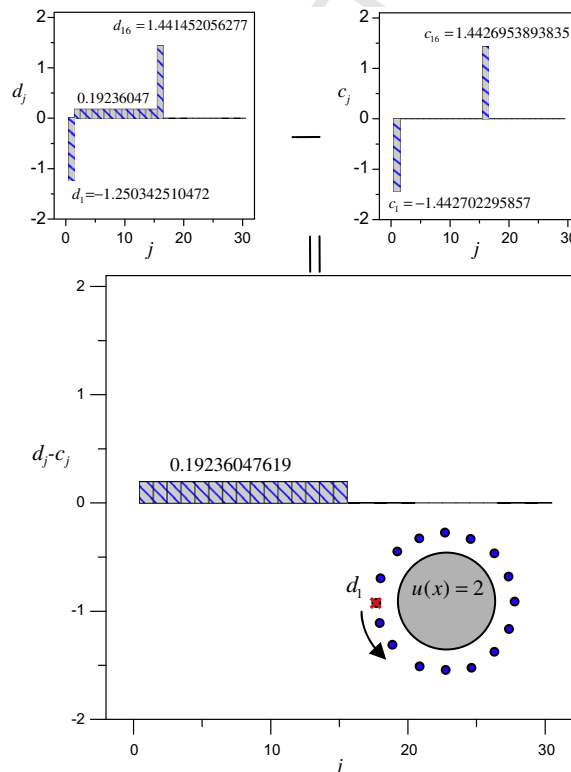 d₁₆ =1.441452056277
0.19236047
d₁=−1.250342510472
dⱼ
2
1
0
-1
-2
0 10 20 30
j
—
c₁₆ =1.4426953893835
c₁ =−1.442702295857
cⱼ
2
1
0
-1
-2
0 10 20 30
j
||
dⱼ-cⱼ
2
1
0
-1
-2
0.19236047619
d₁
u(x) = 2
0 10 20 30
j